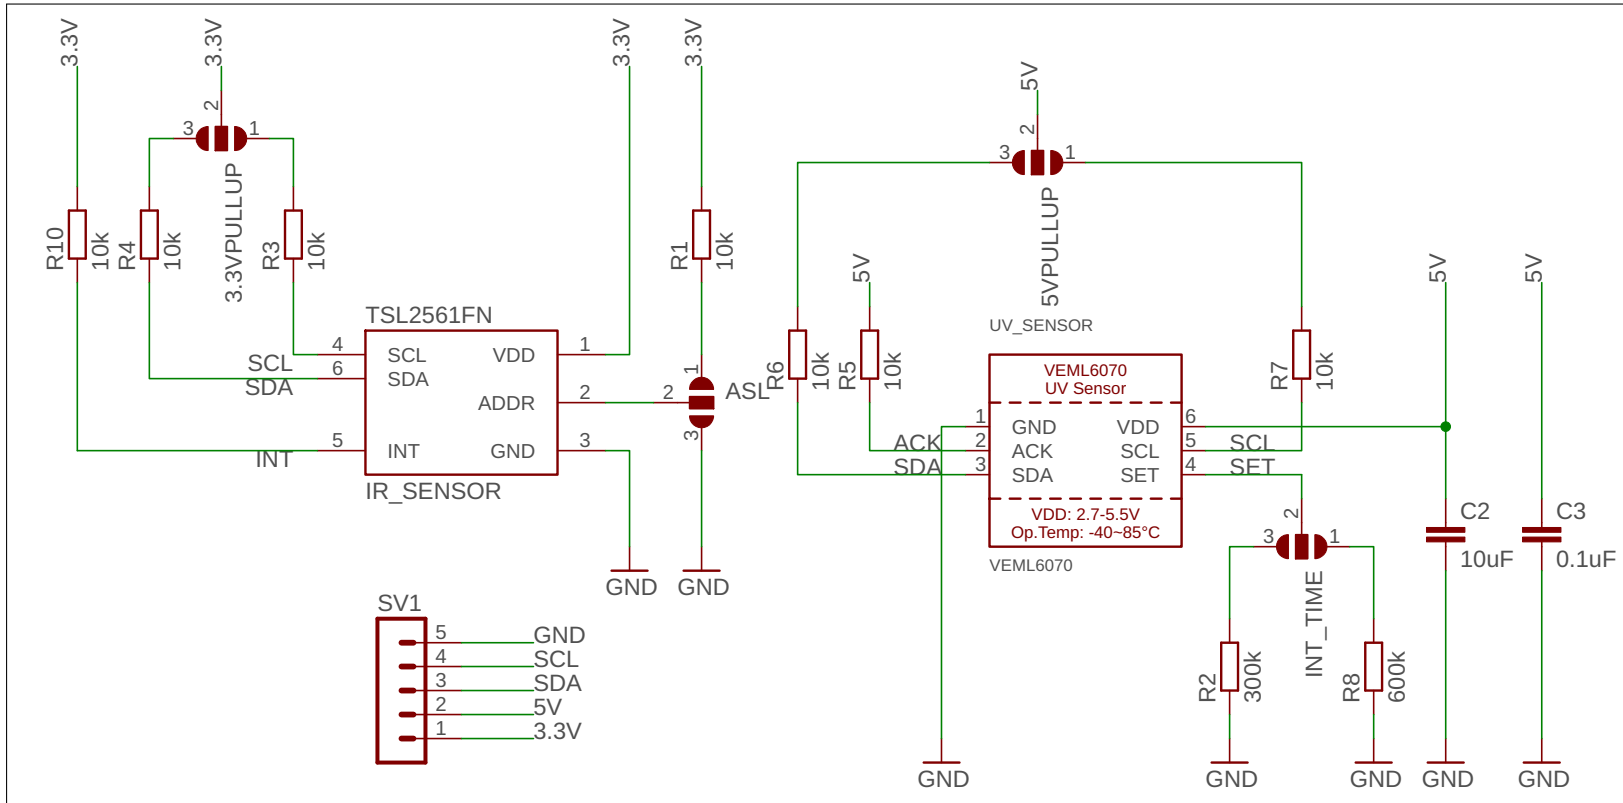 3.3V
3.3V
3.3V
3.3V
5V
2
3
1
3.3VPULLUP
R10
10k
R4
10k
R3
10k
R1
10k
TSL2561FN
4
SCL
VDD
1
SCL
6
SDA
SDA
ADDR
2
2
1
ASL
3
5
INT
GND
3
INT
IR_SENSOR
GND
GND
SV1
5
GND
4
SCL
3
SDA
2
5V
1
3.3V
2
3
1
5VPULLUP
5V
5V
5V
UV_SENSOR
R6
10k
R5
10k
R7
10k
VEML6070
UV Sensor
1
GND
VDD
6
ACK
2
ACK
SCL
5
SCL
SDA
3
SDA
SET
4
SET
VDD: 2.7-5.5V
Op.Temp: -40~85°C
VEML6070
2
3
1
INT_TIME
R2
300k
R8
600k
C2
10uF
C3
0.1uF
GND
GND
GND
GND
GND